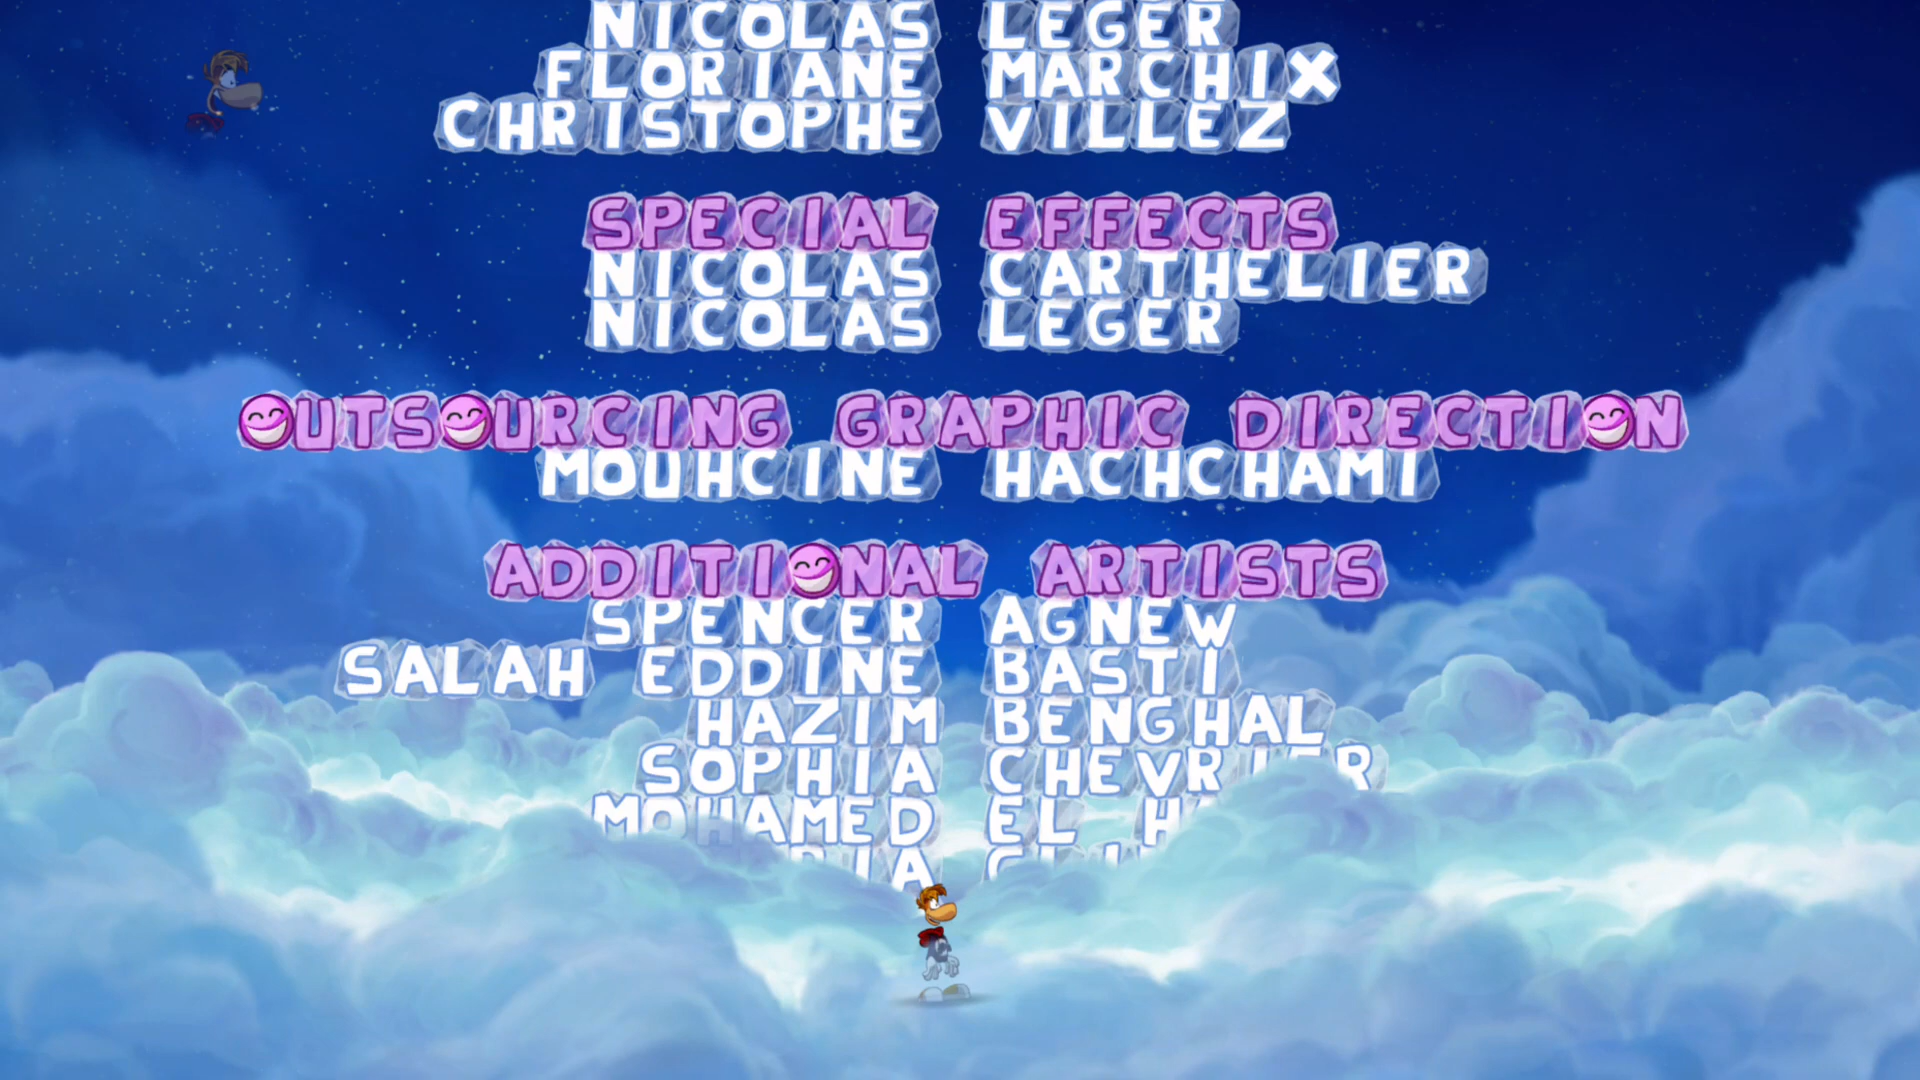 NICOLAS LEGER
FLORIANE MARCHIX
CHRISTOPHE VILLEZ
SPECIAL EFFECTS
NICOLAS CARTHELIER
NICOLAS LEGER
OUTSOURCING GRAPHIC DIRECTION
MOUHCINE HACHCHAMI
ADDITIONAL ARTISTS
SPENCER AGNEW
SALAH EDDINE BASTI
HAZIM BENGHAL
SOPHIA CHEVRIER
MOHAMED EL